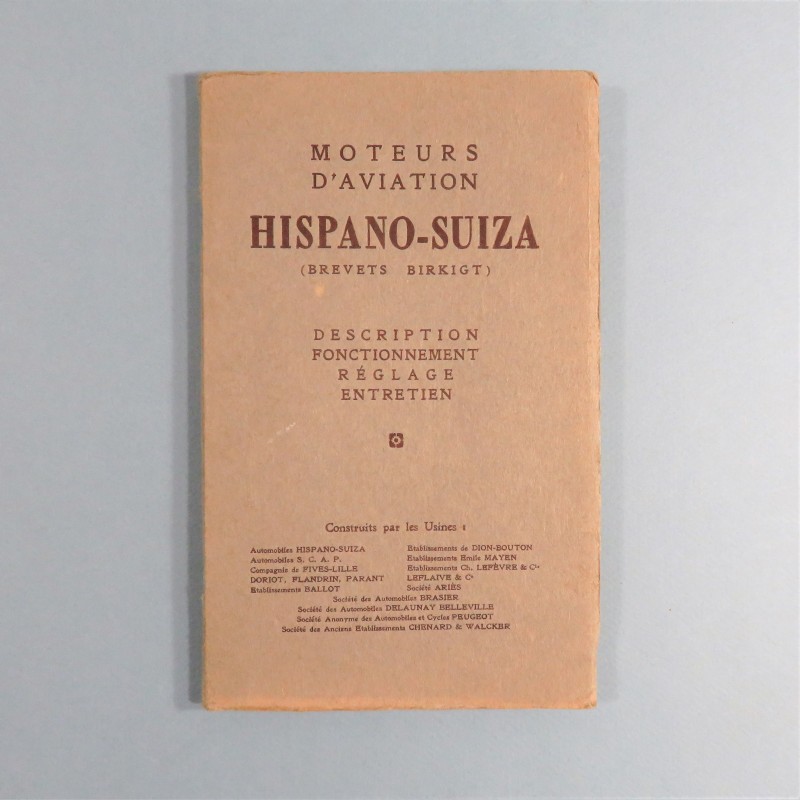 MOTEURS
D'AVIATION
HISPANO-SUIZA
(BREVETS BIRKIGT)
DESCRIPTION
FONCTIONNEMENT
RÉGLAGE
ENTRETIEN
Construits par les Usines :
Automobiles HISPANO-SUIZA
Automobiles S. C. A. P.
Compagnie de FIVES-LILLE
DORIOT, FLANDRIN, PARANT
Etablissements BALLOT
Etablissements de DION-BOUTON
Etablissements Emile MAYEN
Etablissements Ch. LEFÈVRE & Cie
LEFLAIVE & Cº
Société ARIÈS
Société des Automobiles BRASIER
Société des Automobiles DELAUNAY BELLEVILLE
Société Anonyme des Automobiles et Cycles PEUGEOT
Société des Anciens Etablissements CHENARD & WALCKER